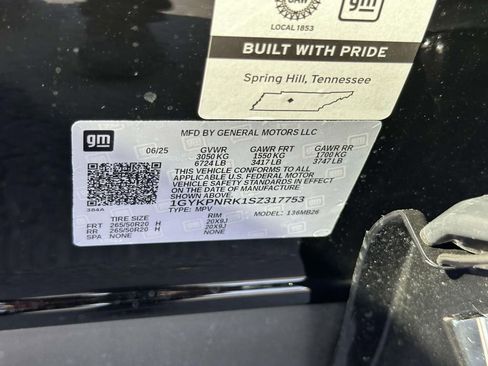 UAW
LOCAL 1853
gm
BUILT WITH PRIDE
Spring Hill, Tennessee
gm
MFD BY GENERAL MOTORS LLC
06/25 GVWR GAWR FRT GAWR RR
3050 KG 1550 KG 1700 KG
6724 LB 3417 LB 3747 LB
THIS VEHICLE CONFORMS TO ALL
APPLICABLE U.S. FEDERAL MOTOR
VEHICLE SAFETY STANDARDS IN EFFECT
ON THE DATE OF MANUFACTURE
SHOWN ABOVE.
1GYKPNRK1SZ317753
TYPE: MPV MODEL: 136MB26
384A
TIRE SIZE RIM
FRT 265/50R20 H 20X9J
RR 265/50R20 H 20X9J
SPA NONE NONE